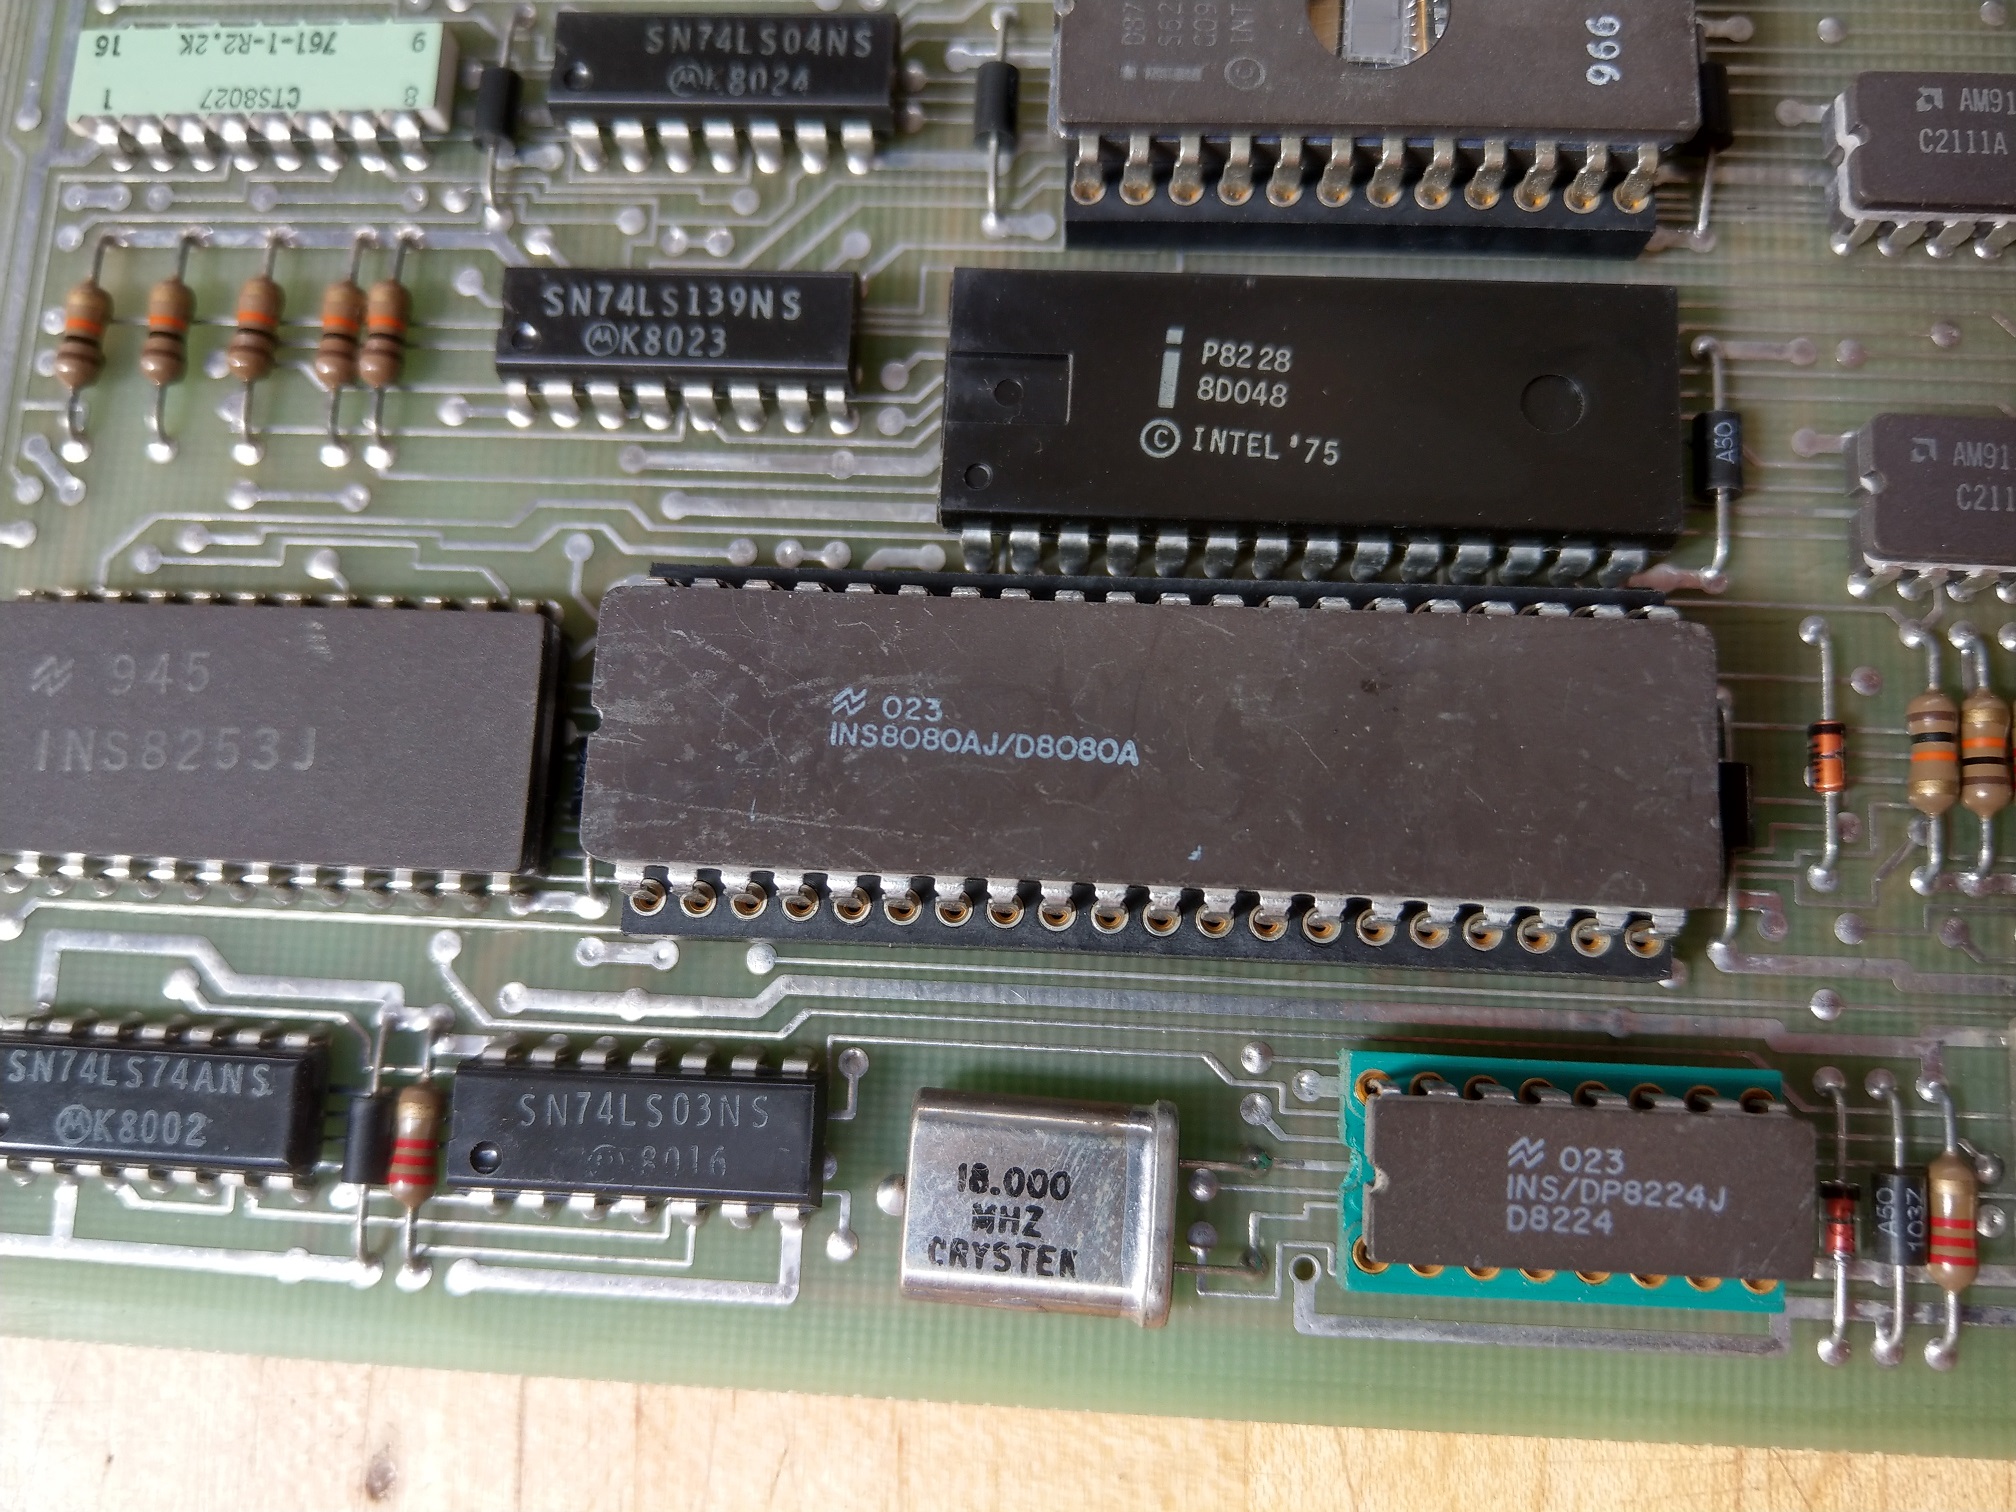 16 761-1-R2.2K 9
1 CTS8027 8
SN74LS04NS
K8024
© INT
966
AM91
C2111A
SN74LS139NS
K8023
i P8228
8D048
© INTEL '75
A50
AM91
C211
945
INS8253J
023
INS8080AJ/D8080A
SN74LS74ANS
K8002
SN74LS03NS
8016
18.000
MHZ
CRYSTEK
023
INS/DP8224J
D8224
A50
103Z